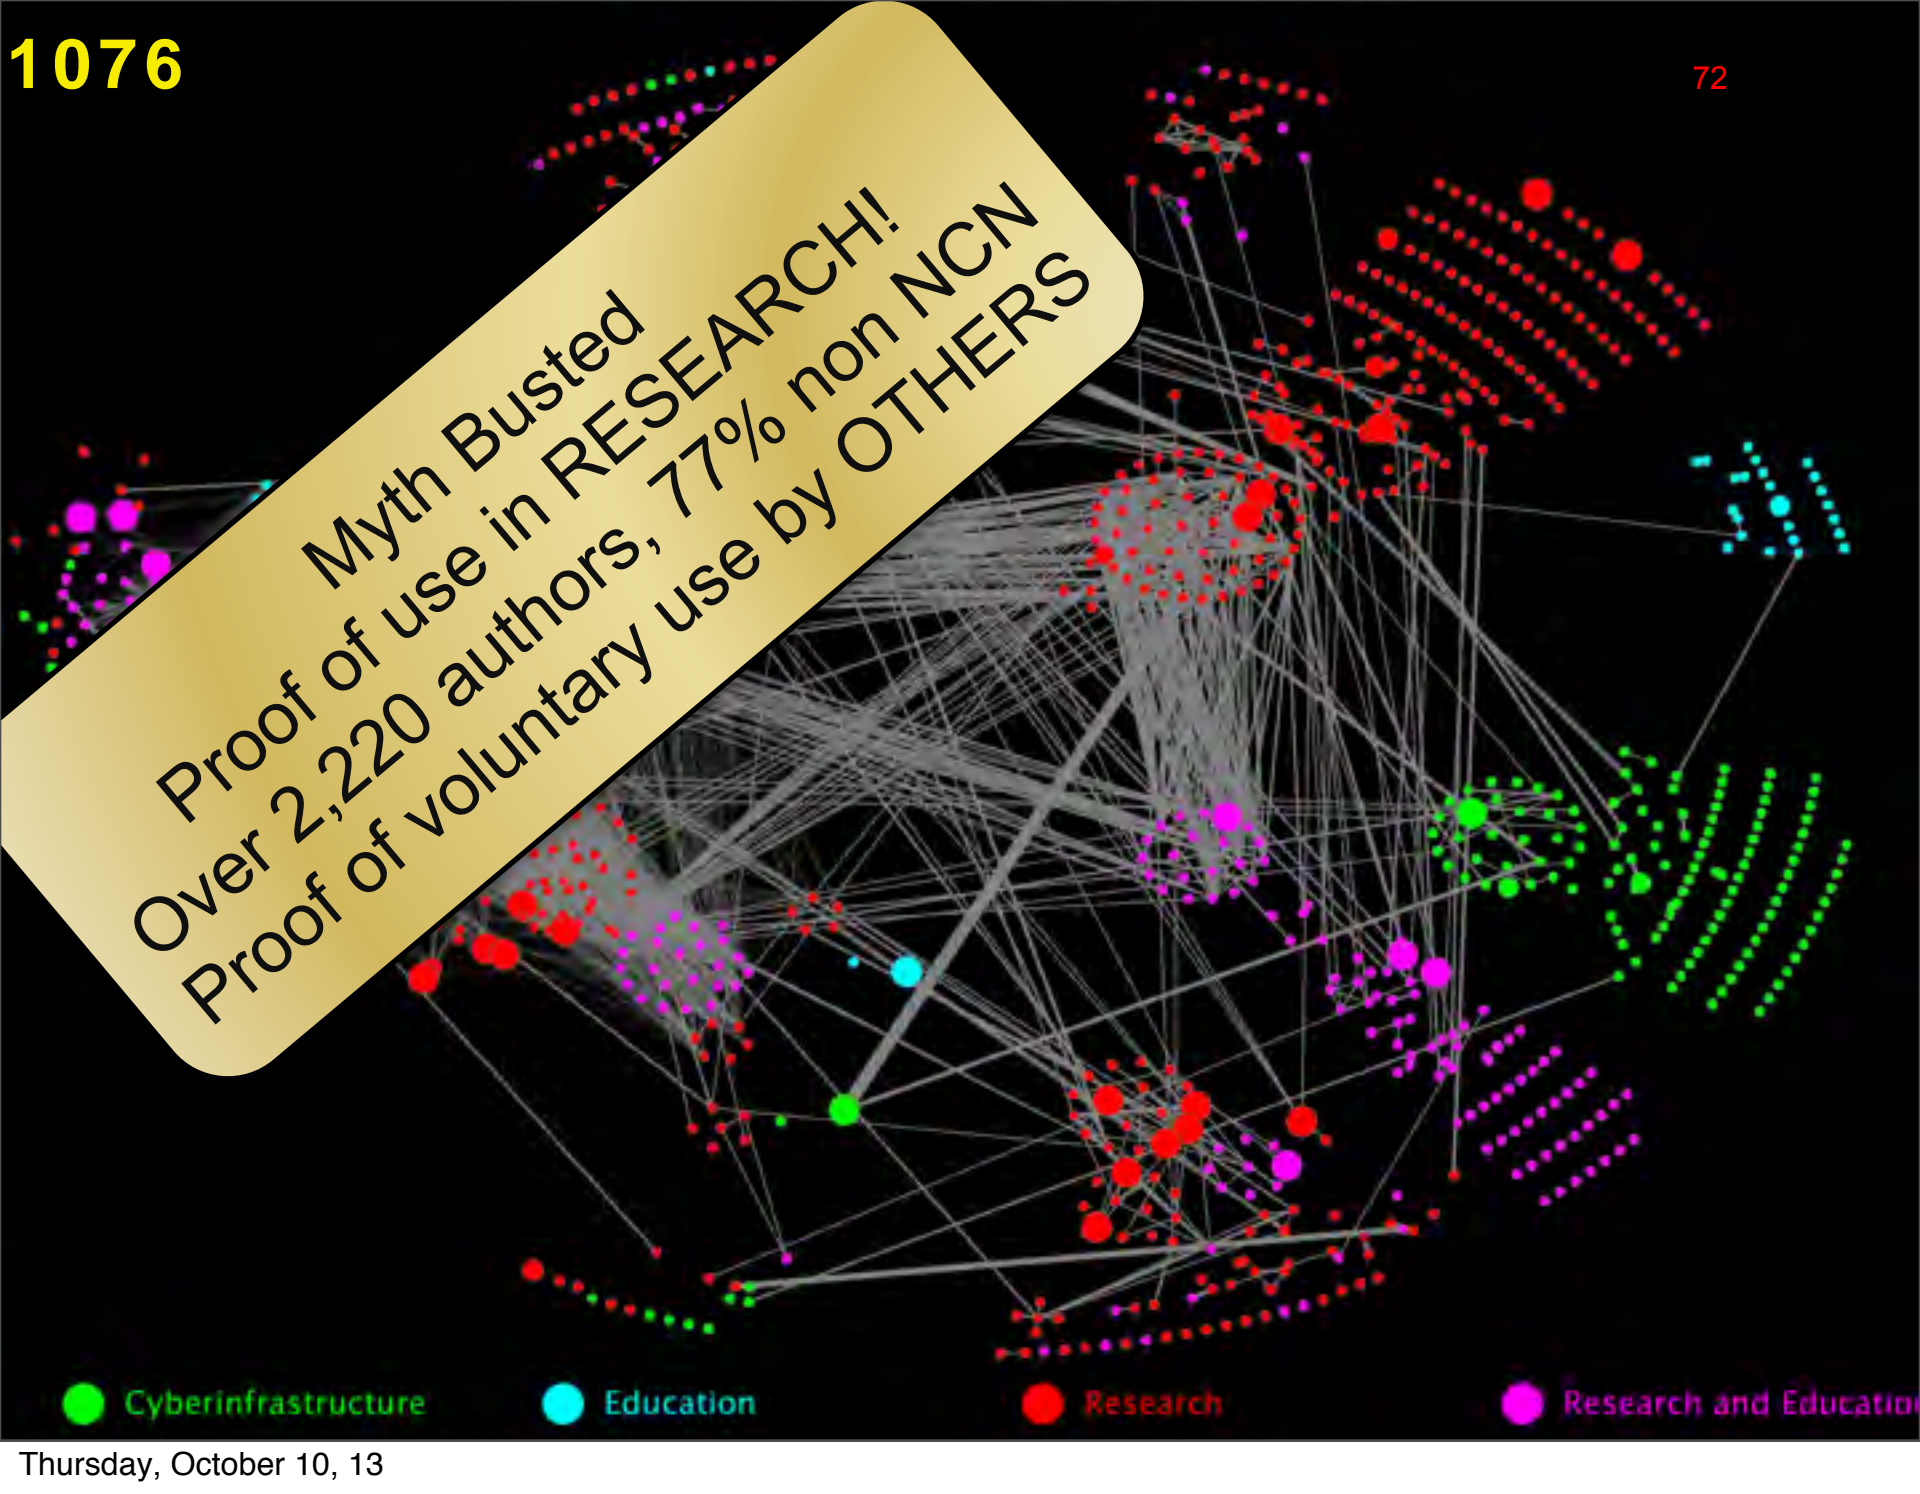 1076
72
Myth Busted
Proof of use in RESEARCH!
Over 2,220 authors, 77% non NCN
Proof of voluntary use by OTHERS
Cyberinfrastructure
Education
Research
Research and Education
Thursday, October 10, 13